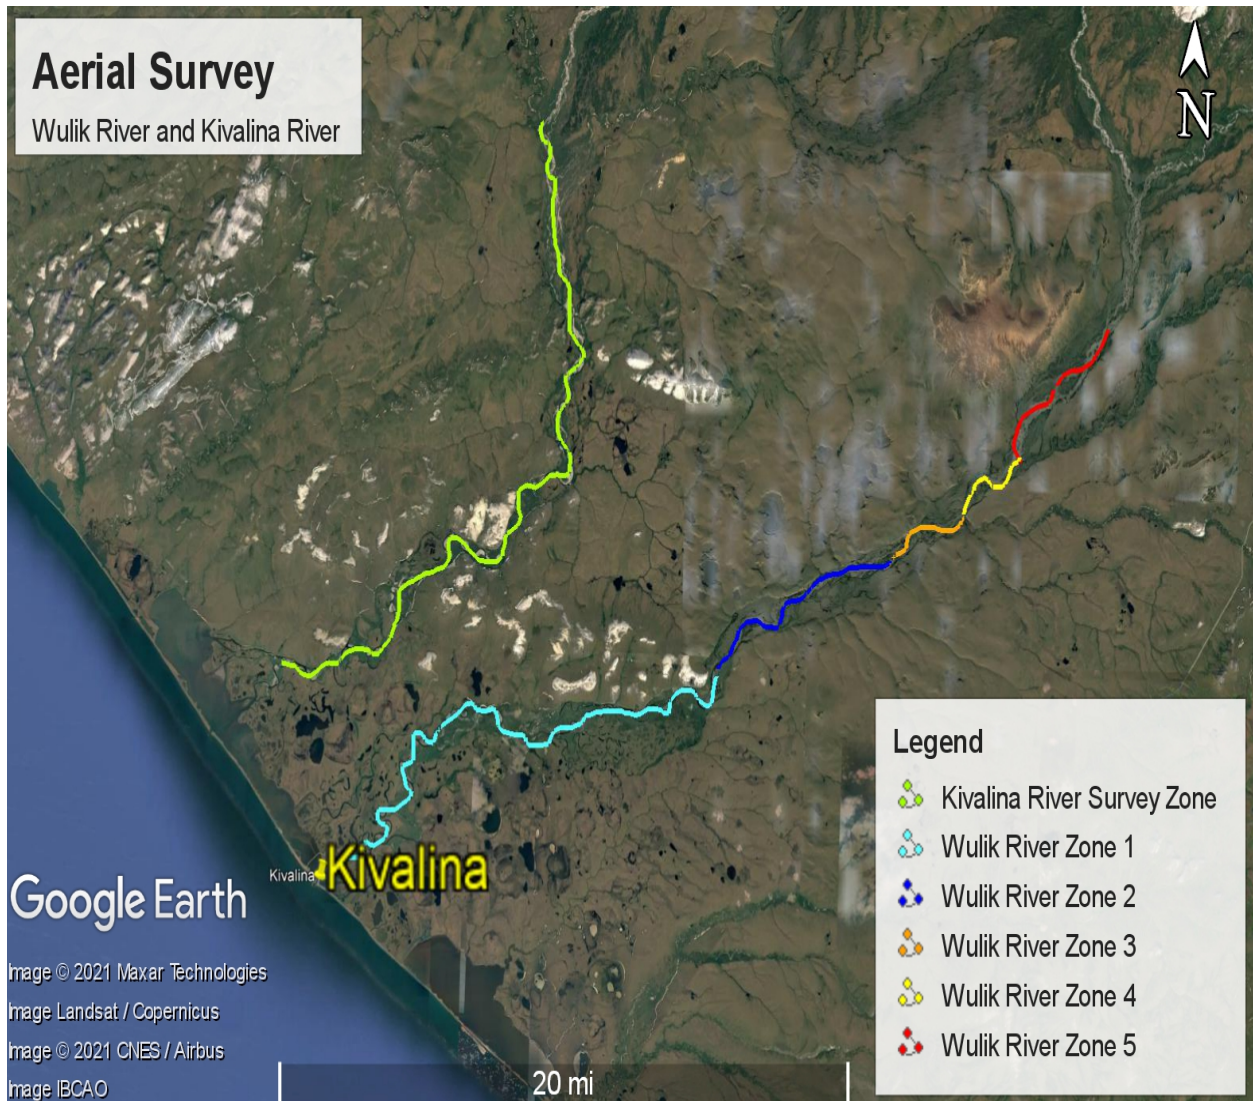 Aerial Survey
Wulik River and Kivalina River
N
Legend
Kivalina River Survey Zone
Wulik River Zone 1
Wulik River Zone 2
Wulik River Zone 3
Wulik River Zone 4
Wulik River Zone 5
Kivalina
Kivalina
Google Earth
Image © 2021 Maxar Technologies
Image Landsat / Copernicus
Image © 2021 CNES / Airbus
Image IBCAO
20 mi